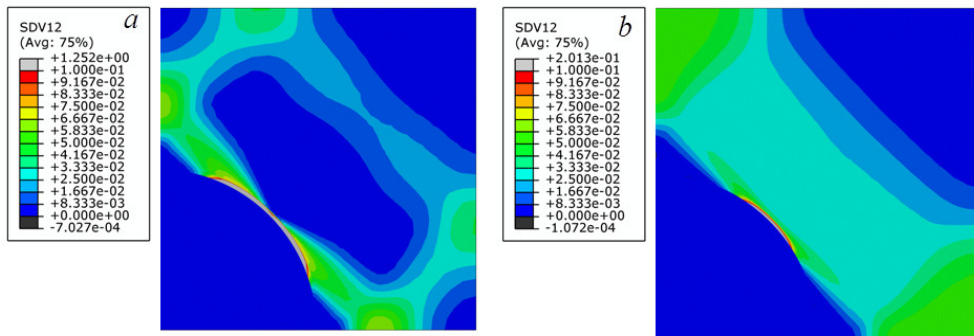 a
SDV12
(Avg: 75%)
+1.252e+00
+1.000e-01
+9.167e-02
+8.333e-02
+7.500e-02
+6.667e-02
+5.833e-02
+5.000e-02
+4.167e-02
+3.333e-02
+2.500e-02
+1.667e-02
+8.333e-03
+0.000e+00
-7.027e-04
b
SDV12
(Avg: 75%)
+2.013e-01
+1.000e-01
+9.167e-02
+8.333e-02
+7.500e-02
+6.667e-02
+5.833e-02
+5.000e-02
+4.167e-02
+3.333e-02
+2.500e-02
+1.667e-02
+8.333e-03
+0.000e+00
-1.072e-04